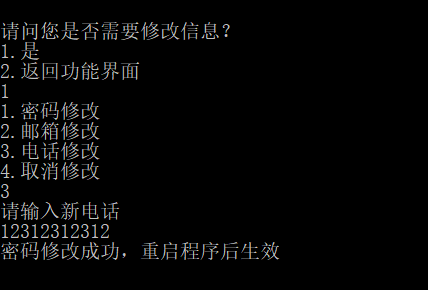 请问您是否需要修改信息？
1.是
2.返回功能界面
1
1.密码修改
2.邮箱修改
3.电话修改
4.取消修改
3
请输入新电话
12312312312
密码修改成功，重启程序后生效